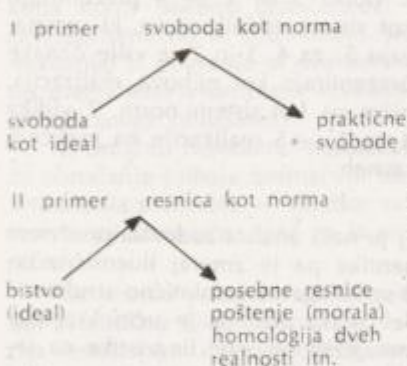 I primer svoboda kot norma
svoboda praktične
kot ideal svobode
II primer resnica kot norma
bistvo posebne resnice
(ideal) poštenje (morala)
homologija dveh
realnosti itn.